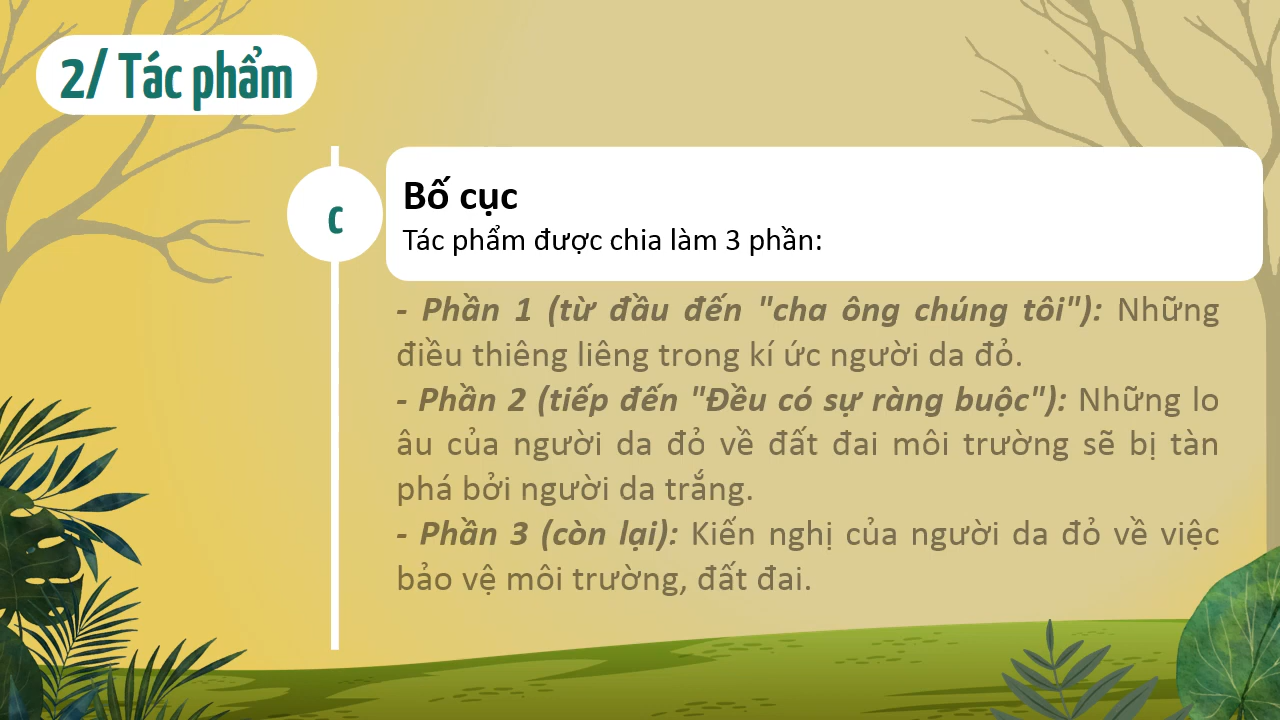 2/ Tác phẩm
c
Bố cục
Tác phẩm được chia làm 3 phần:
- Phần 1 (từ đầu đến "cha ông chúng tôi"): Những
điều thiêng liêng trong kí ức người da đỏ.
- Phần 2 (tiếp đến "Đều có sự ràng buộc"): Những lo
âu của người da đỏ về đất đai môi trường sẽ bị tàn
phá bởi người da trắng.
- Phần 3 (còn lại): Kiến nghị của người da đỏ về việc
bảo vệ môi trường, đất đai.